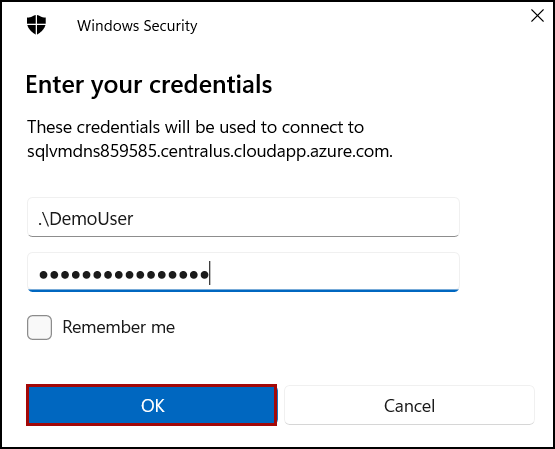 Windows Security
Enter your credentials
These credentials will be used to connect to
sqlvmdns859585.centralus.cloudapp.azure.com.
.\DemoUser
●●●●●●●●●●●●●●●●
Remember me
OK
Cancel